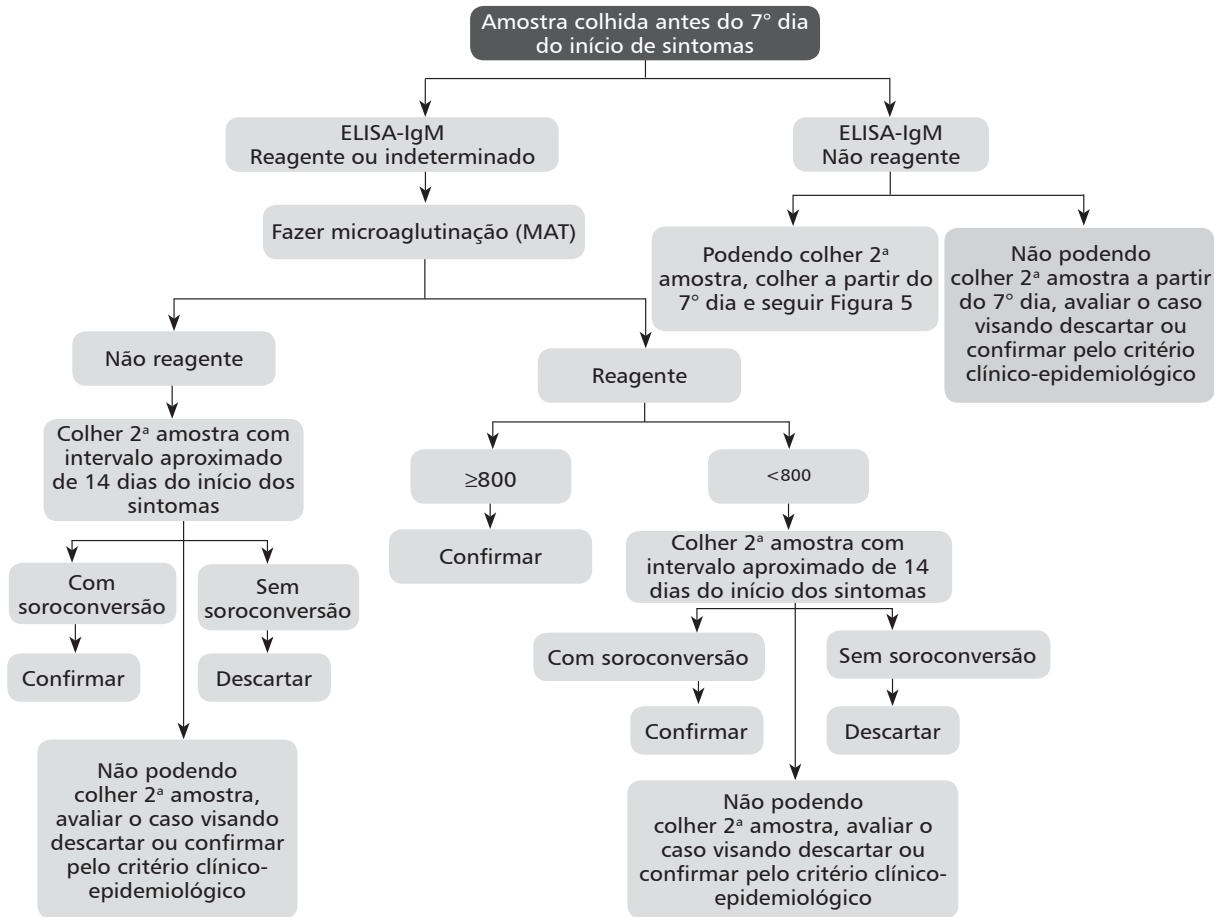 Amostra colhida antes do 7° dia
do início de sintomas
ELISA-IgM
Reagente ou indeterminado
ELISA-IgM
Não reagente
Fazer microaglutinação (MAT)
Podendo colher 2ª
amostra, colher a partir do
7° dia e seguir Figura 5
Não podendo
colher 2ª amostra a partir
do 7° dia, avaliar o caso
visando descartar ou
confirmar pelo critério
clínico-epidemiológico
Não reagente
Reagente
Colher 2ª amostra com
intervalo aproximado
de 14 dias do início dos
sintomas
≥800
<800
Confirmar
Colher 2ª amostra com
intervalo aproximado de 14
dias do início dos sintomas
Com
soroconversão
Sem
soroconversão
Confirmar
Descartar
Com soroconversão
Sem soroconversão
Confirmar
Descartar
Não podendo
colher 2ª amostra,
avaliar o caso visando
descartar ou confirmar
pelo critério clínico-
epidemiológico
Não podendo
colher 2ª amostra, avaliar o
caso visando descartar ou
confirmar pelo critério clínico-
epidemiológico